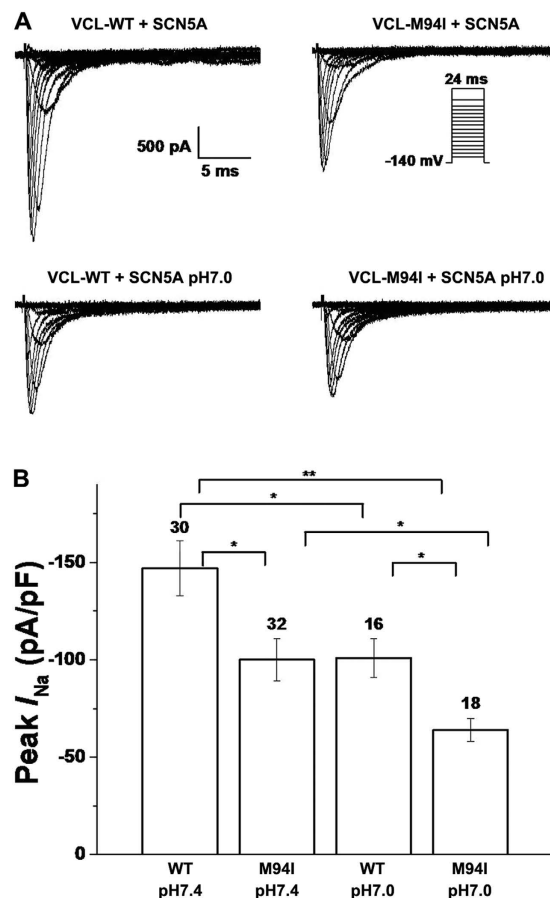 A
VCL-WT + SCN5A
VCL-M94I + SCN5A
500 pA
5 ms
24 ms
-140 mV
VCL-WT + SCN5A pH7.0
VCL-M94I + SCN5A pH7.0
B
**
*
*
*
*
30
32
16
18
Peak INa (pA/pF)
-150
-100
-50
0
WT pH7.4
M94I pH7.4
WT pH7.0
M94I pH7.0